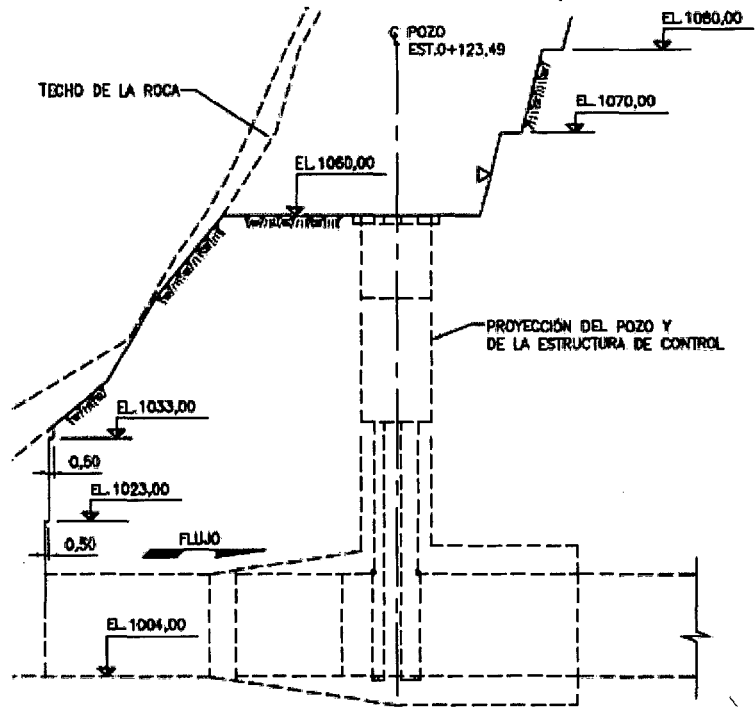 EL. 1080,00
℄ POZO
EST.0+123,49
TECHO DE LA ROCA
EL. 1070,00
EL. 1060,00
PROYECCIÓN DEL POZO Y
DE LA ESTRUCTURA DE CONTROL
EL. 1033,00
0,50
EL. 1023,00
FLUJO
0,50
EL. 1004,00